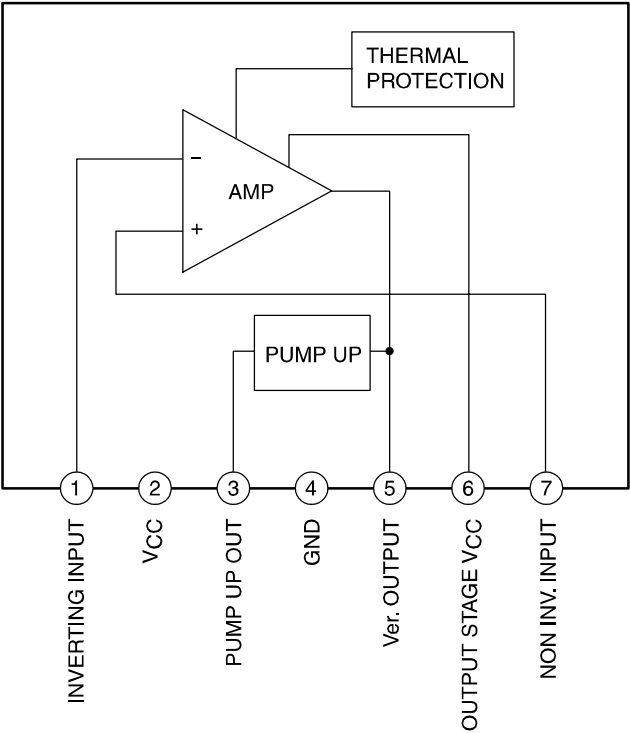 THERMAL
PROTECTION
−
AMP
+
PUMP UP
1
2
3
4
5
6
7
INVERTING INPUT
VCC
PUMP UP OUT
GND
Ver. OUTPUT
OUTPUT STAGE VCC
NON INV. INPUT